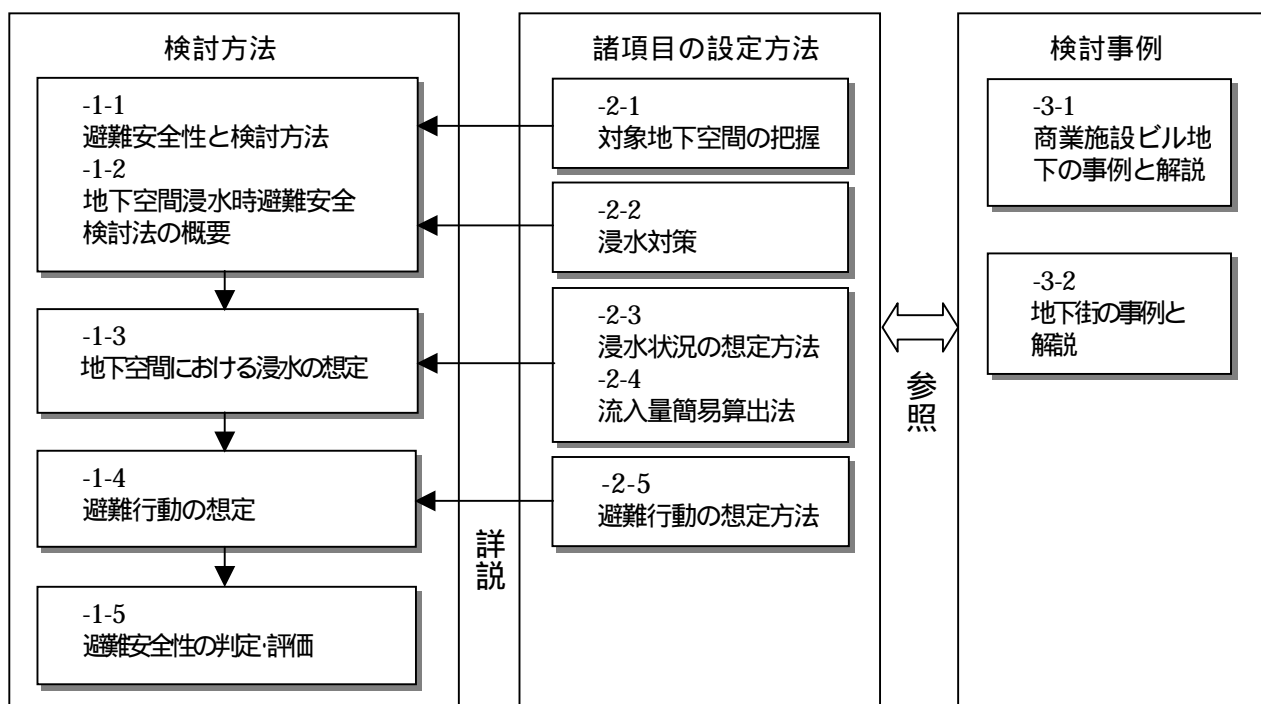 検討方法
-1-1
避難安全性と検討方法
-1-2
地下空間浸水時避難安全
検討法の概要
-1-3
地下空間における浸水の想定
-1-4
避難行動の想定
-1-5
避難安全性の判定・評価
詳説
諸項目の設定方法
-2-1
対象地下空間の把握
-2-2
浸水対策
-2-3
浸水状況の想定方法
-2-4
流入量簡易算出法
-2-5
避難行動の想定方法
参照
検討事例
-3-1
商業施設ビル地
下の事例と解説
-3-2
地下街の事例と
解説